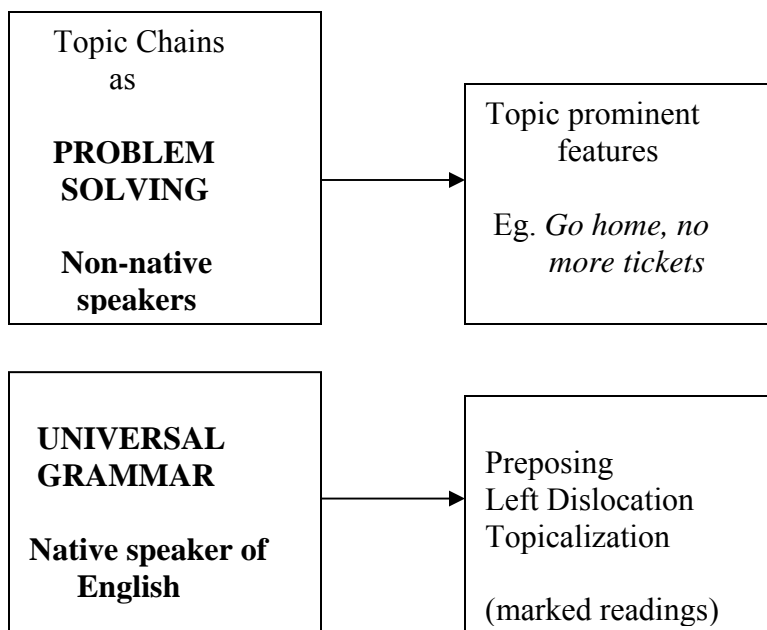 Topic Chains
as
PROBLEM
SOLVING
Non-native
speakers
Topic prominent
features
Eg. Go home, no
more tickets
UNIVERSAL
GRAMMAR
Native speaker of
English
Preposing
Left Dislocation
Topicalization
(marked readings)